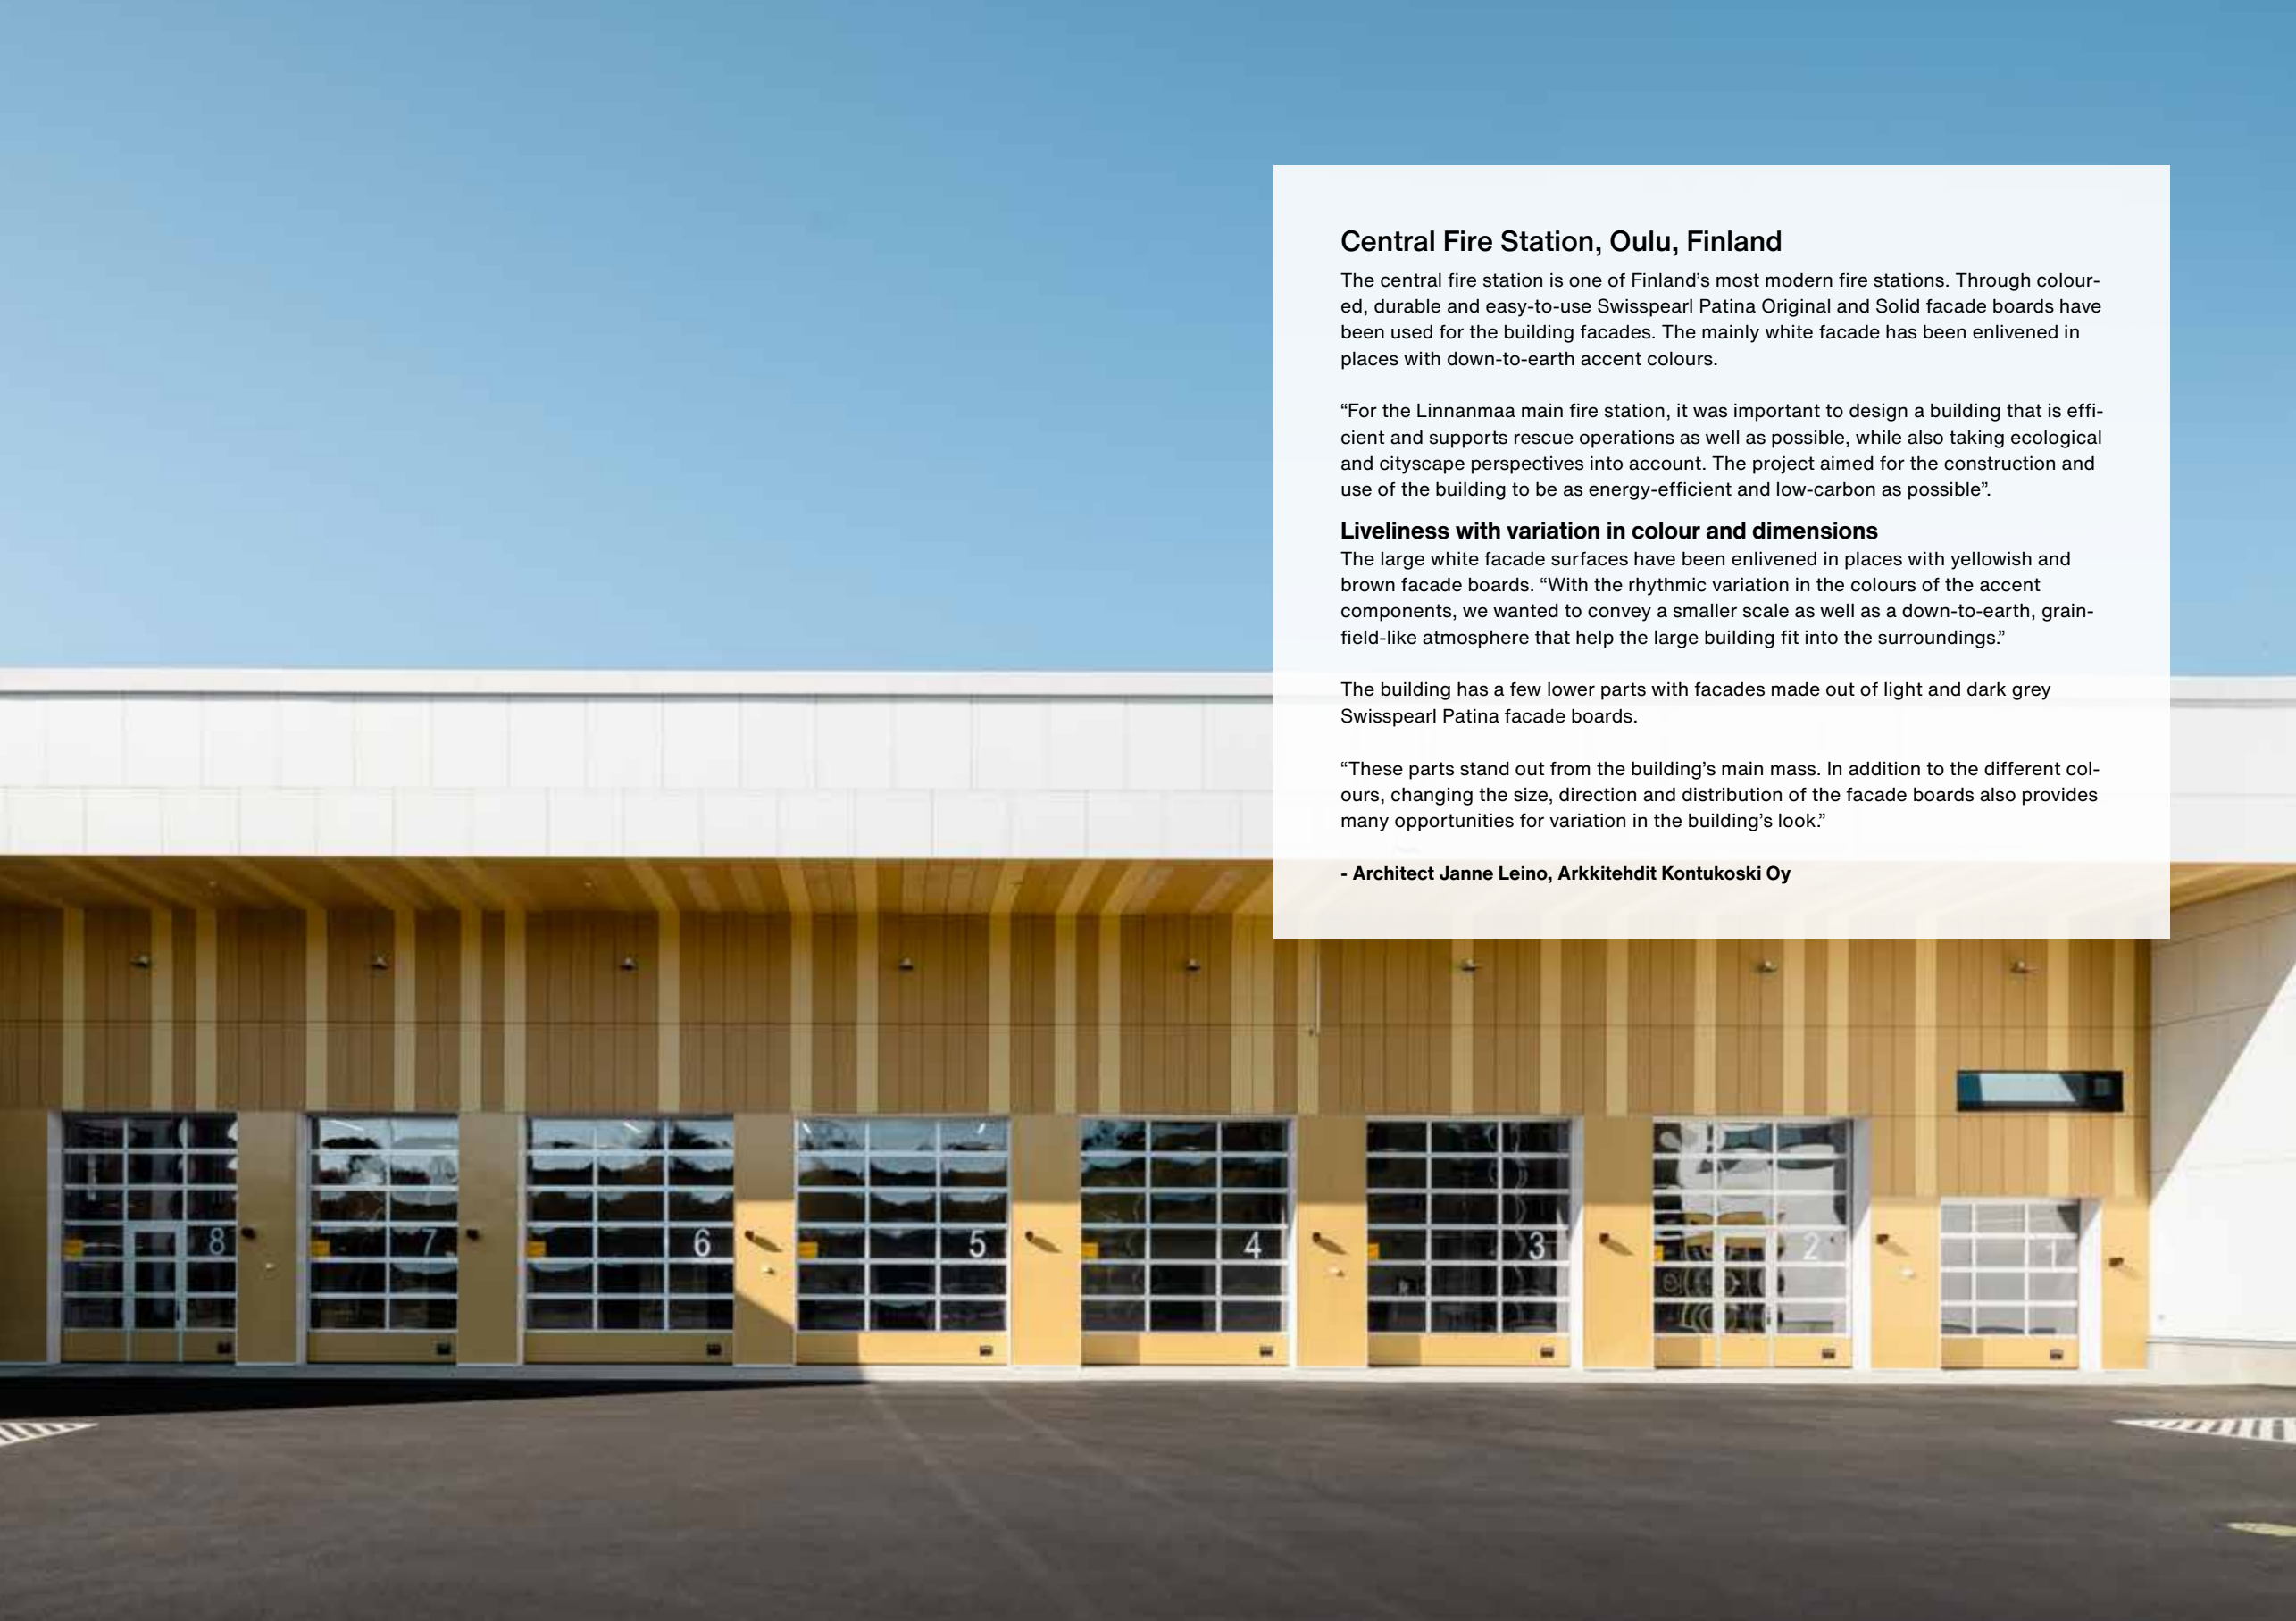 Central Fire Station, Oulu, Finland
The central fire station is one of Finland’s most modern fire stations. Through colour-
ed, durable and easy-to-use Swisspearl Patina Original and Solid facade boards have
been used for the building facades. The mainly white facade has been enlivened in
places with down-to-earth accent colours.
“For the Linnanmaa main fire station, it was important to design a building that is effi-
cient and supports rescue operations as well as possible, while also taking ecological
and cityscape perspectives into account. The project aimed for the construction and
use of the building to be as energy-efficient and low-carbon as possible”.
Liveliness with variation in colour and dimensions
The large white facade surfaces have been enlivened in places with yellowish and
brown facade boards. “With the rhythmic variation in the colours of the accent
components, we wanted to convey a smaller scale as well as a down-to-earth, grain-
field-like atmosphere that help the large building fit into the surroundings.”
The building has a few lower parts with facades made out of light and dark grey
Swisspearl Patina facade boards.
“These parts stand out from the building’s main mass. In addition to the different col-
ours, changing the size, direction and distribution of the facade boards also provides
many opportunities for variation in the building’s look.”
- Architect Janne Leino, Arkkitehdit Kontukoski Oy
8 7 6 5 4 3 2 1